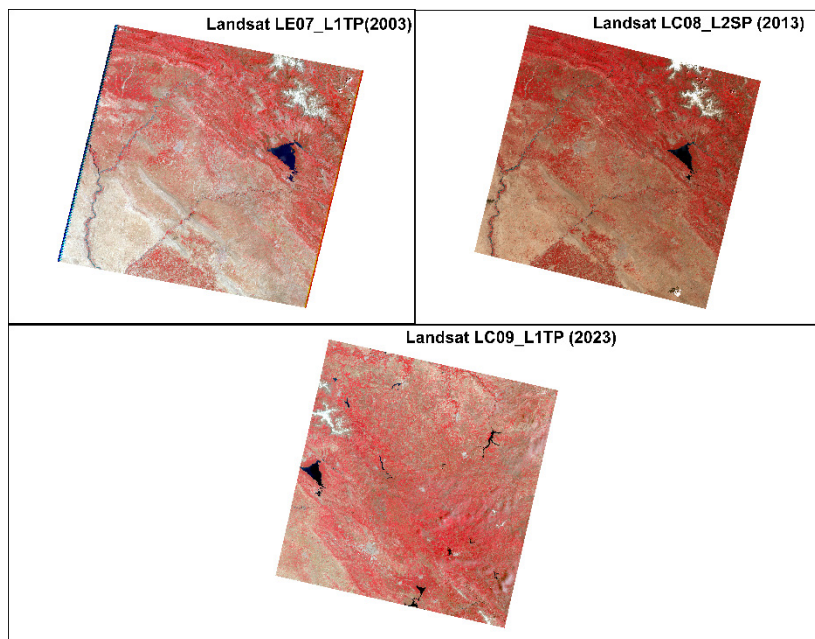 Landsat LE07_L1TP(2003)
Landsat LC08_L2SP (2013)
Landsat LC09_L1TP (2023)